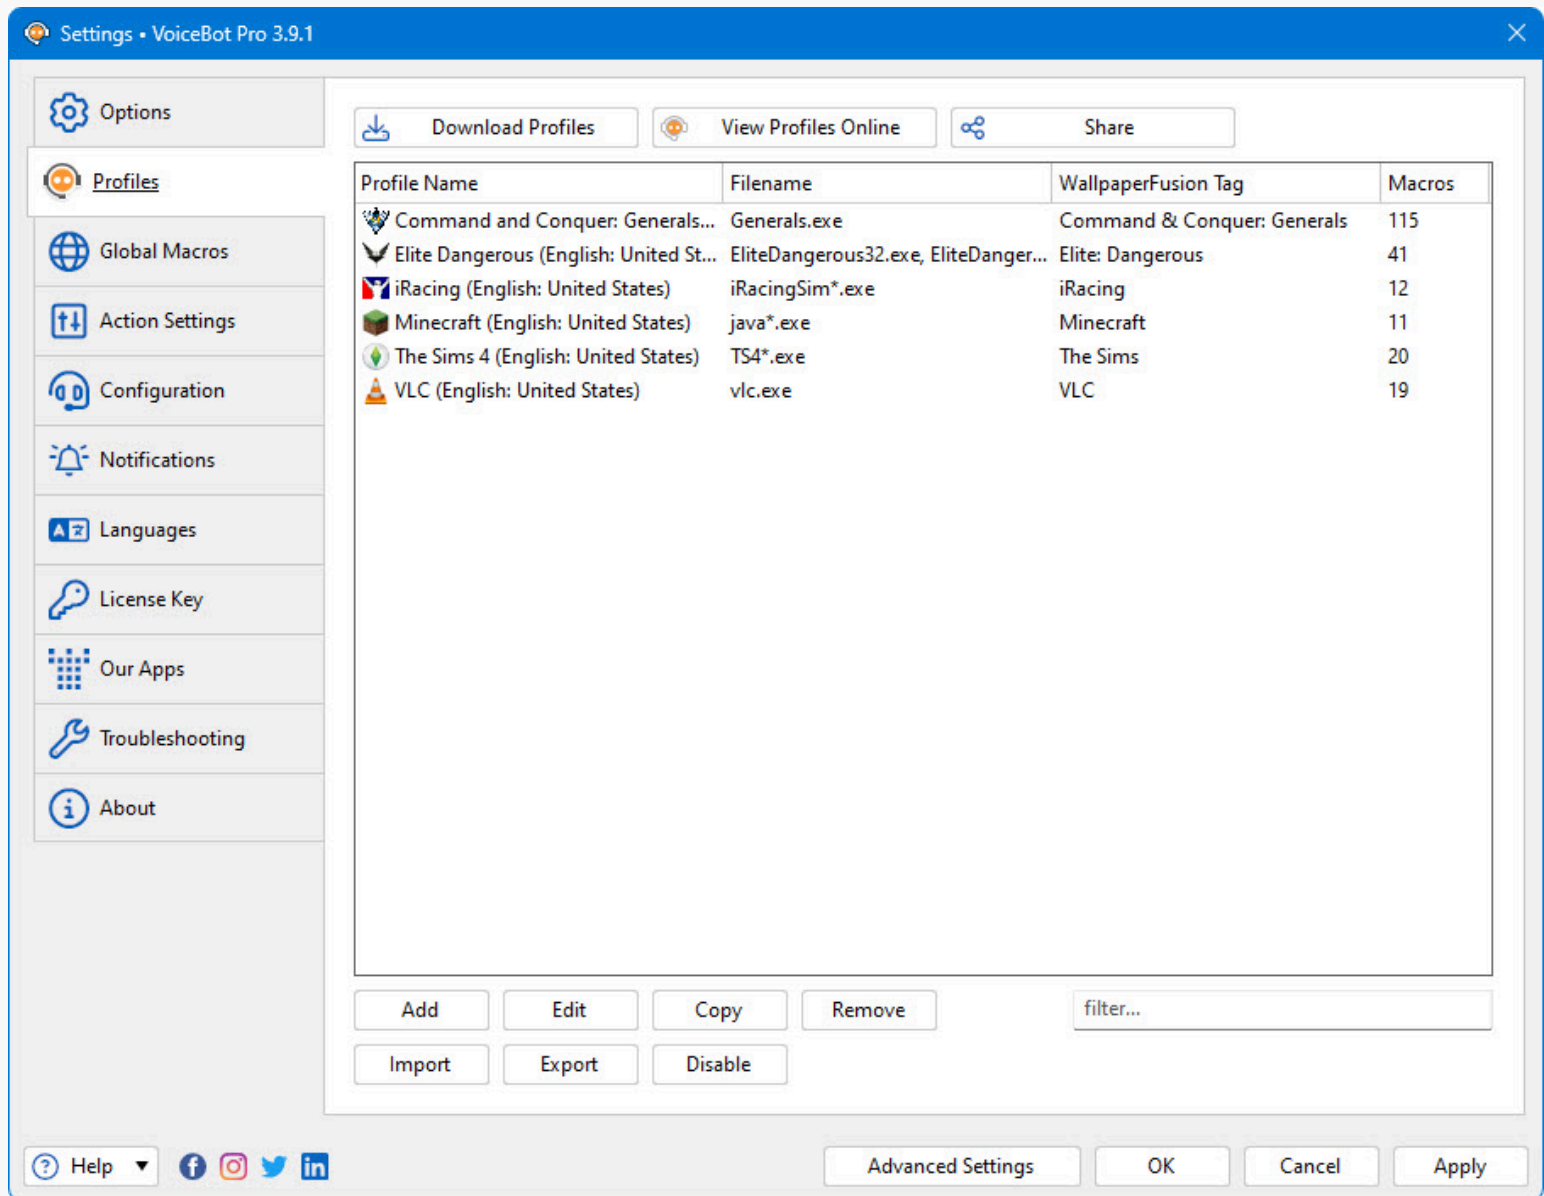 Settings • VoiceBot Pro 3.9.1
Options
Profiles
Global Macros
Action Settings
Configuration
Notifications
Languages
License Key
Our Apps
Troubleshooting
About
Download Profiles View Profiles Online Share
Profile Name Filename WallpaperFusion Tag Macros
Command and Conquer: Generals... Generals.exe Command & Conquer: Generals 115
Elite Dangerous (English: United St... EliteDangerous32.exe, EliteDanger... Elite: Dangerous 41
iRacing (English: United States) iRacingSim*.exe iRacing 12
Minecraft (English: United States) java*.exe Minecraft 11
The Sims 4 (English: United States) TS4*.exe The Sims 20
VLC (English: United States) vlc.exe VLC 19
Add Edit Copy Remove filter...
Import Export Disable
Help Advanced Settings OK Cancel Apply